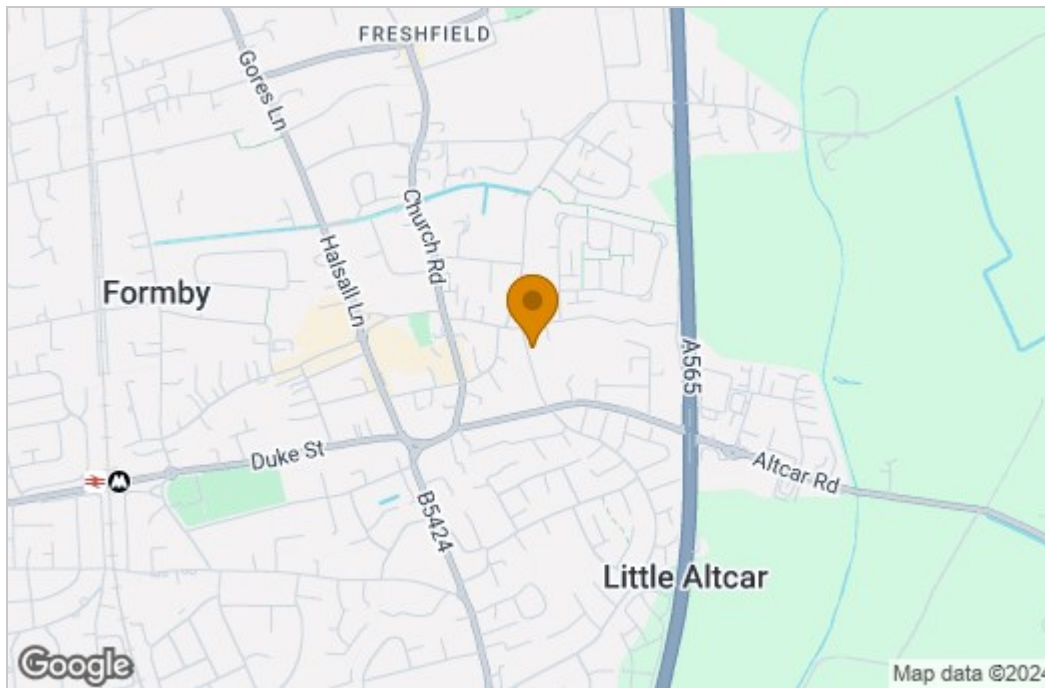 FRESHFIELD
Gores Ln
Church Rd
Halsall Ln
Formby
A565
Duke St
Altcar Rd
B5424
Little Altcar
Google
Map data ©2024